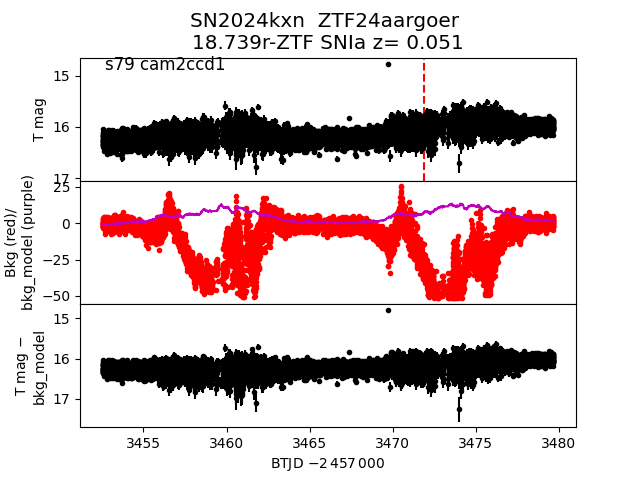 SN2024kxn ZTF24aargoer
18.739r-ZTF SNIa z= 0.051
s79 cam2ccd1
T mag
15
16
17
Bkg (red)/
bkg_model (purple)
25
0
−25
−50
T mag −
bkg_model
15
16
17
3455
3460
3465
3470
3475
3480
BTJD −2 457 000